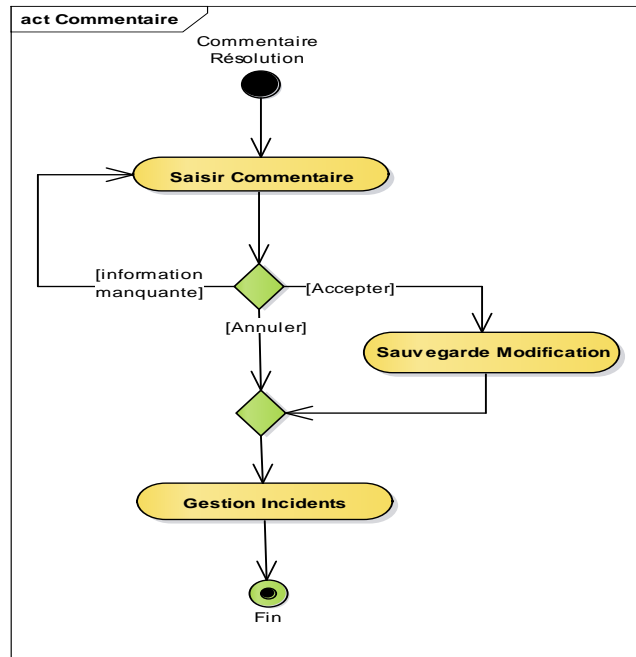 act Commentaire
Commentaire
Résolution
Saisir Commentaire
[information
manquante]
[Accepter]
[Annuler]
Sauvegarde Modification
Gestion Incidents
Fin